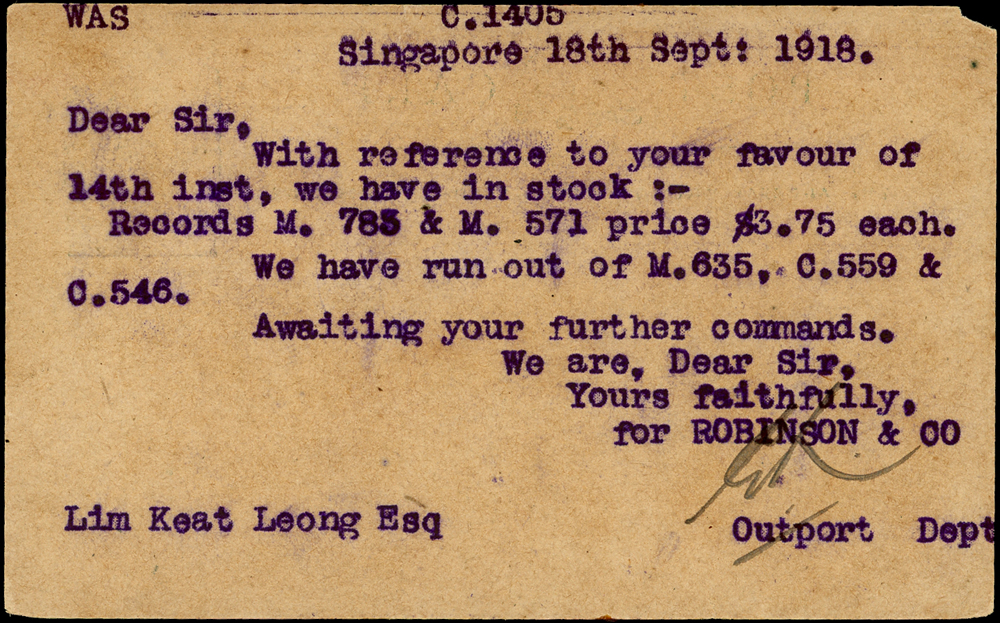 WAS C.1405
Singapore 18th Sept: 1918.
Dear Sir,
With reference to your favour of
14th inst, we have in stock :-
Records M. 783 & M. 571 price $3.75 each.
We have run out of M.635, C.559 &
C.546.
Awaiting your further commands.
We are, Dear Sir,
Yours faithfully,
for ROBINSON & CO
Lim Keat Leong Esq
Outport Dept